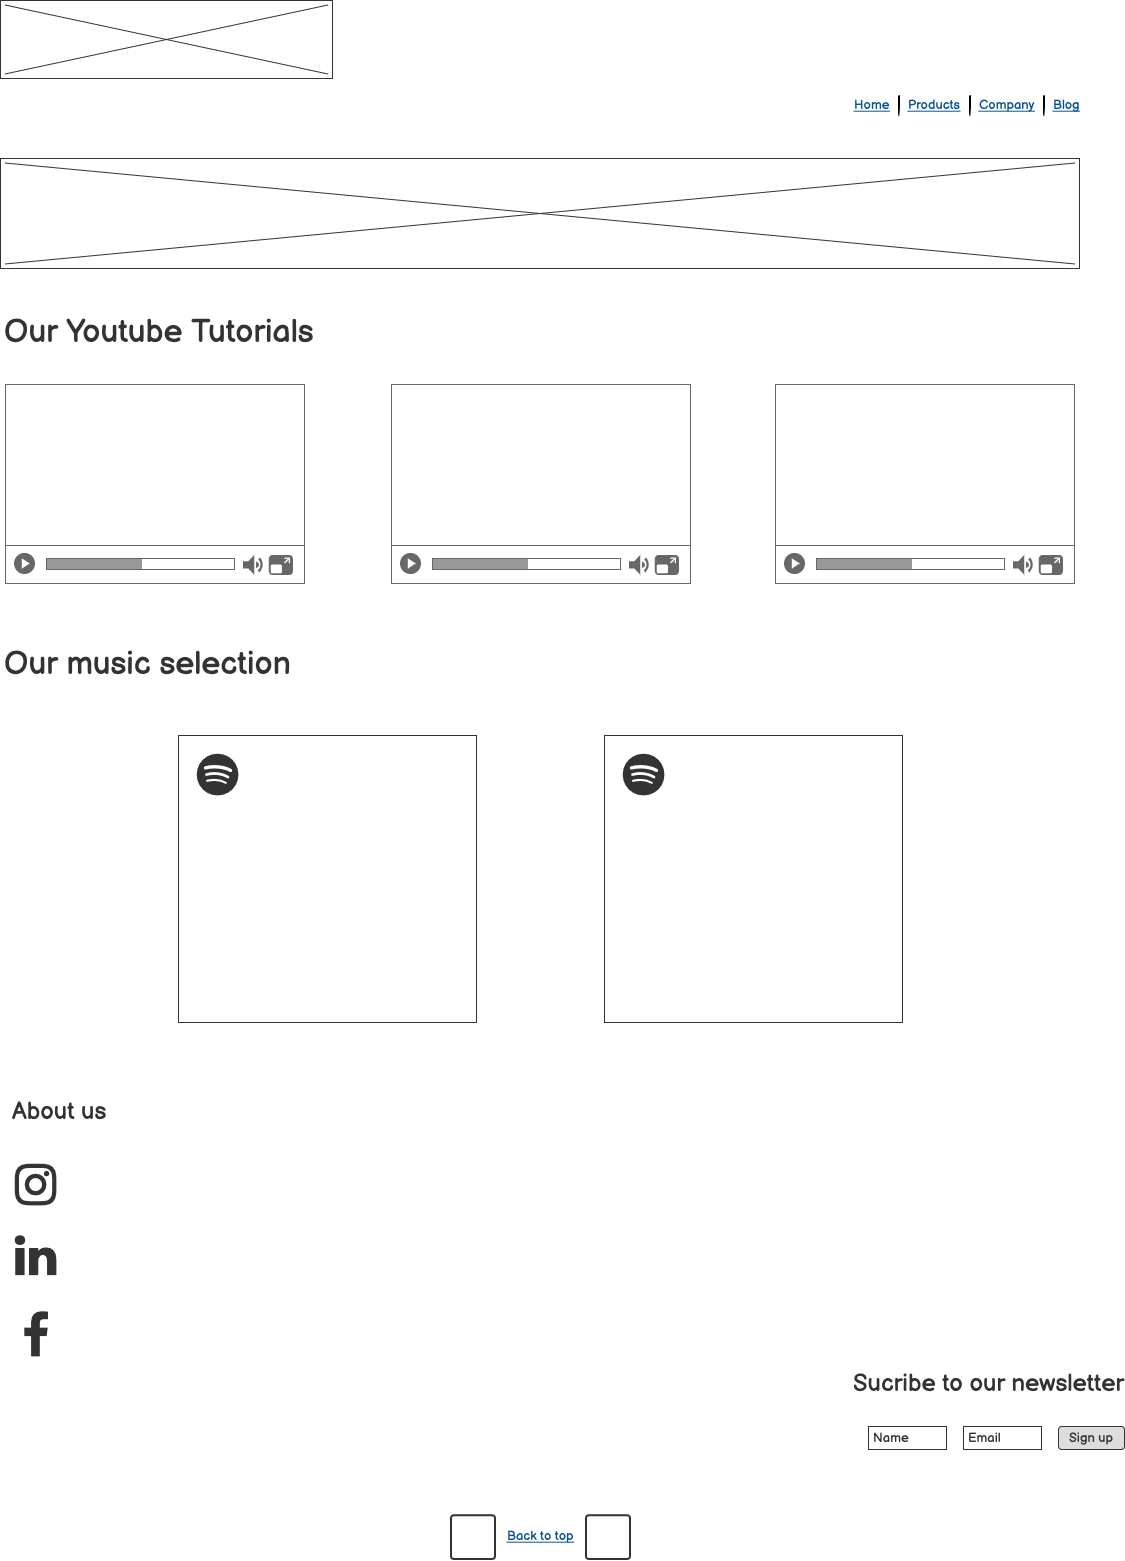 Home Products Company Blog
Our Youtube Tutorials
Our music selection
About us
Sucribe to our newsletter
Name Email Sign up
Back to top